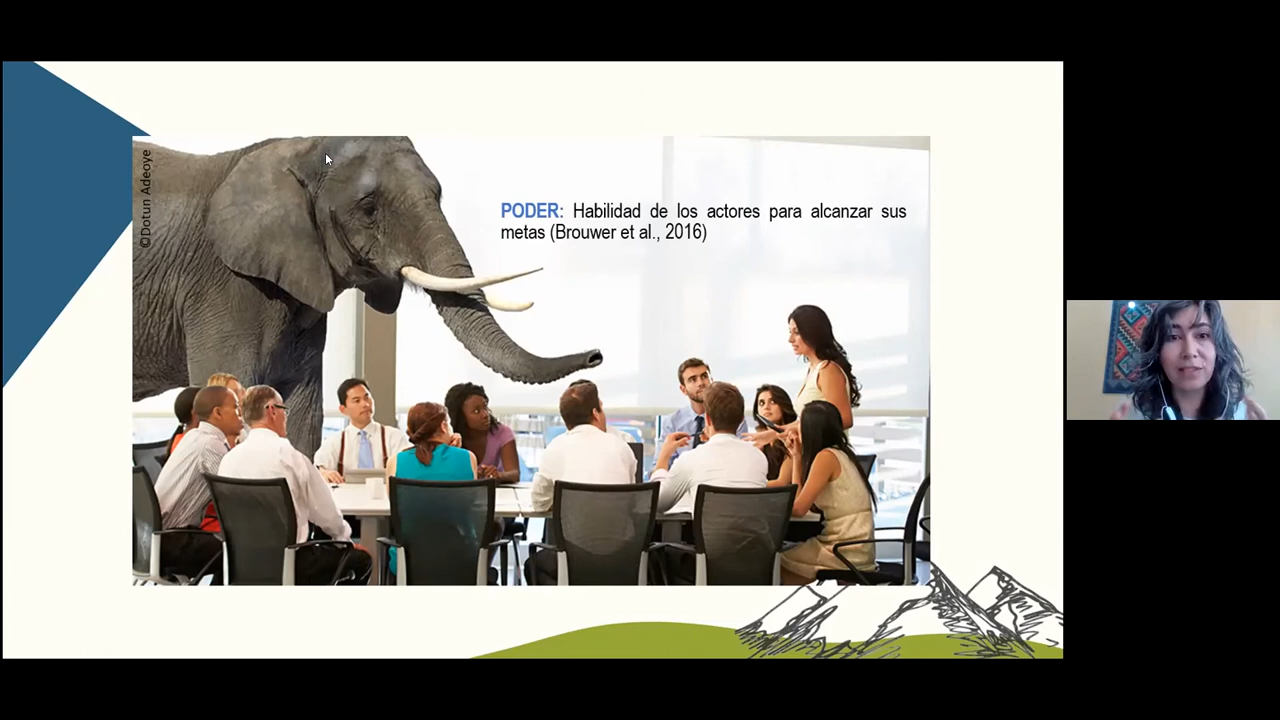 ©Dotun Adeoye
PODER: Habilidad de los actores para alcanzar sus
metas (Brouwer et al., 2016)